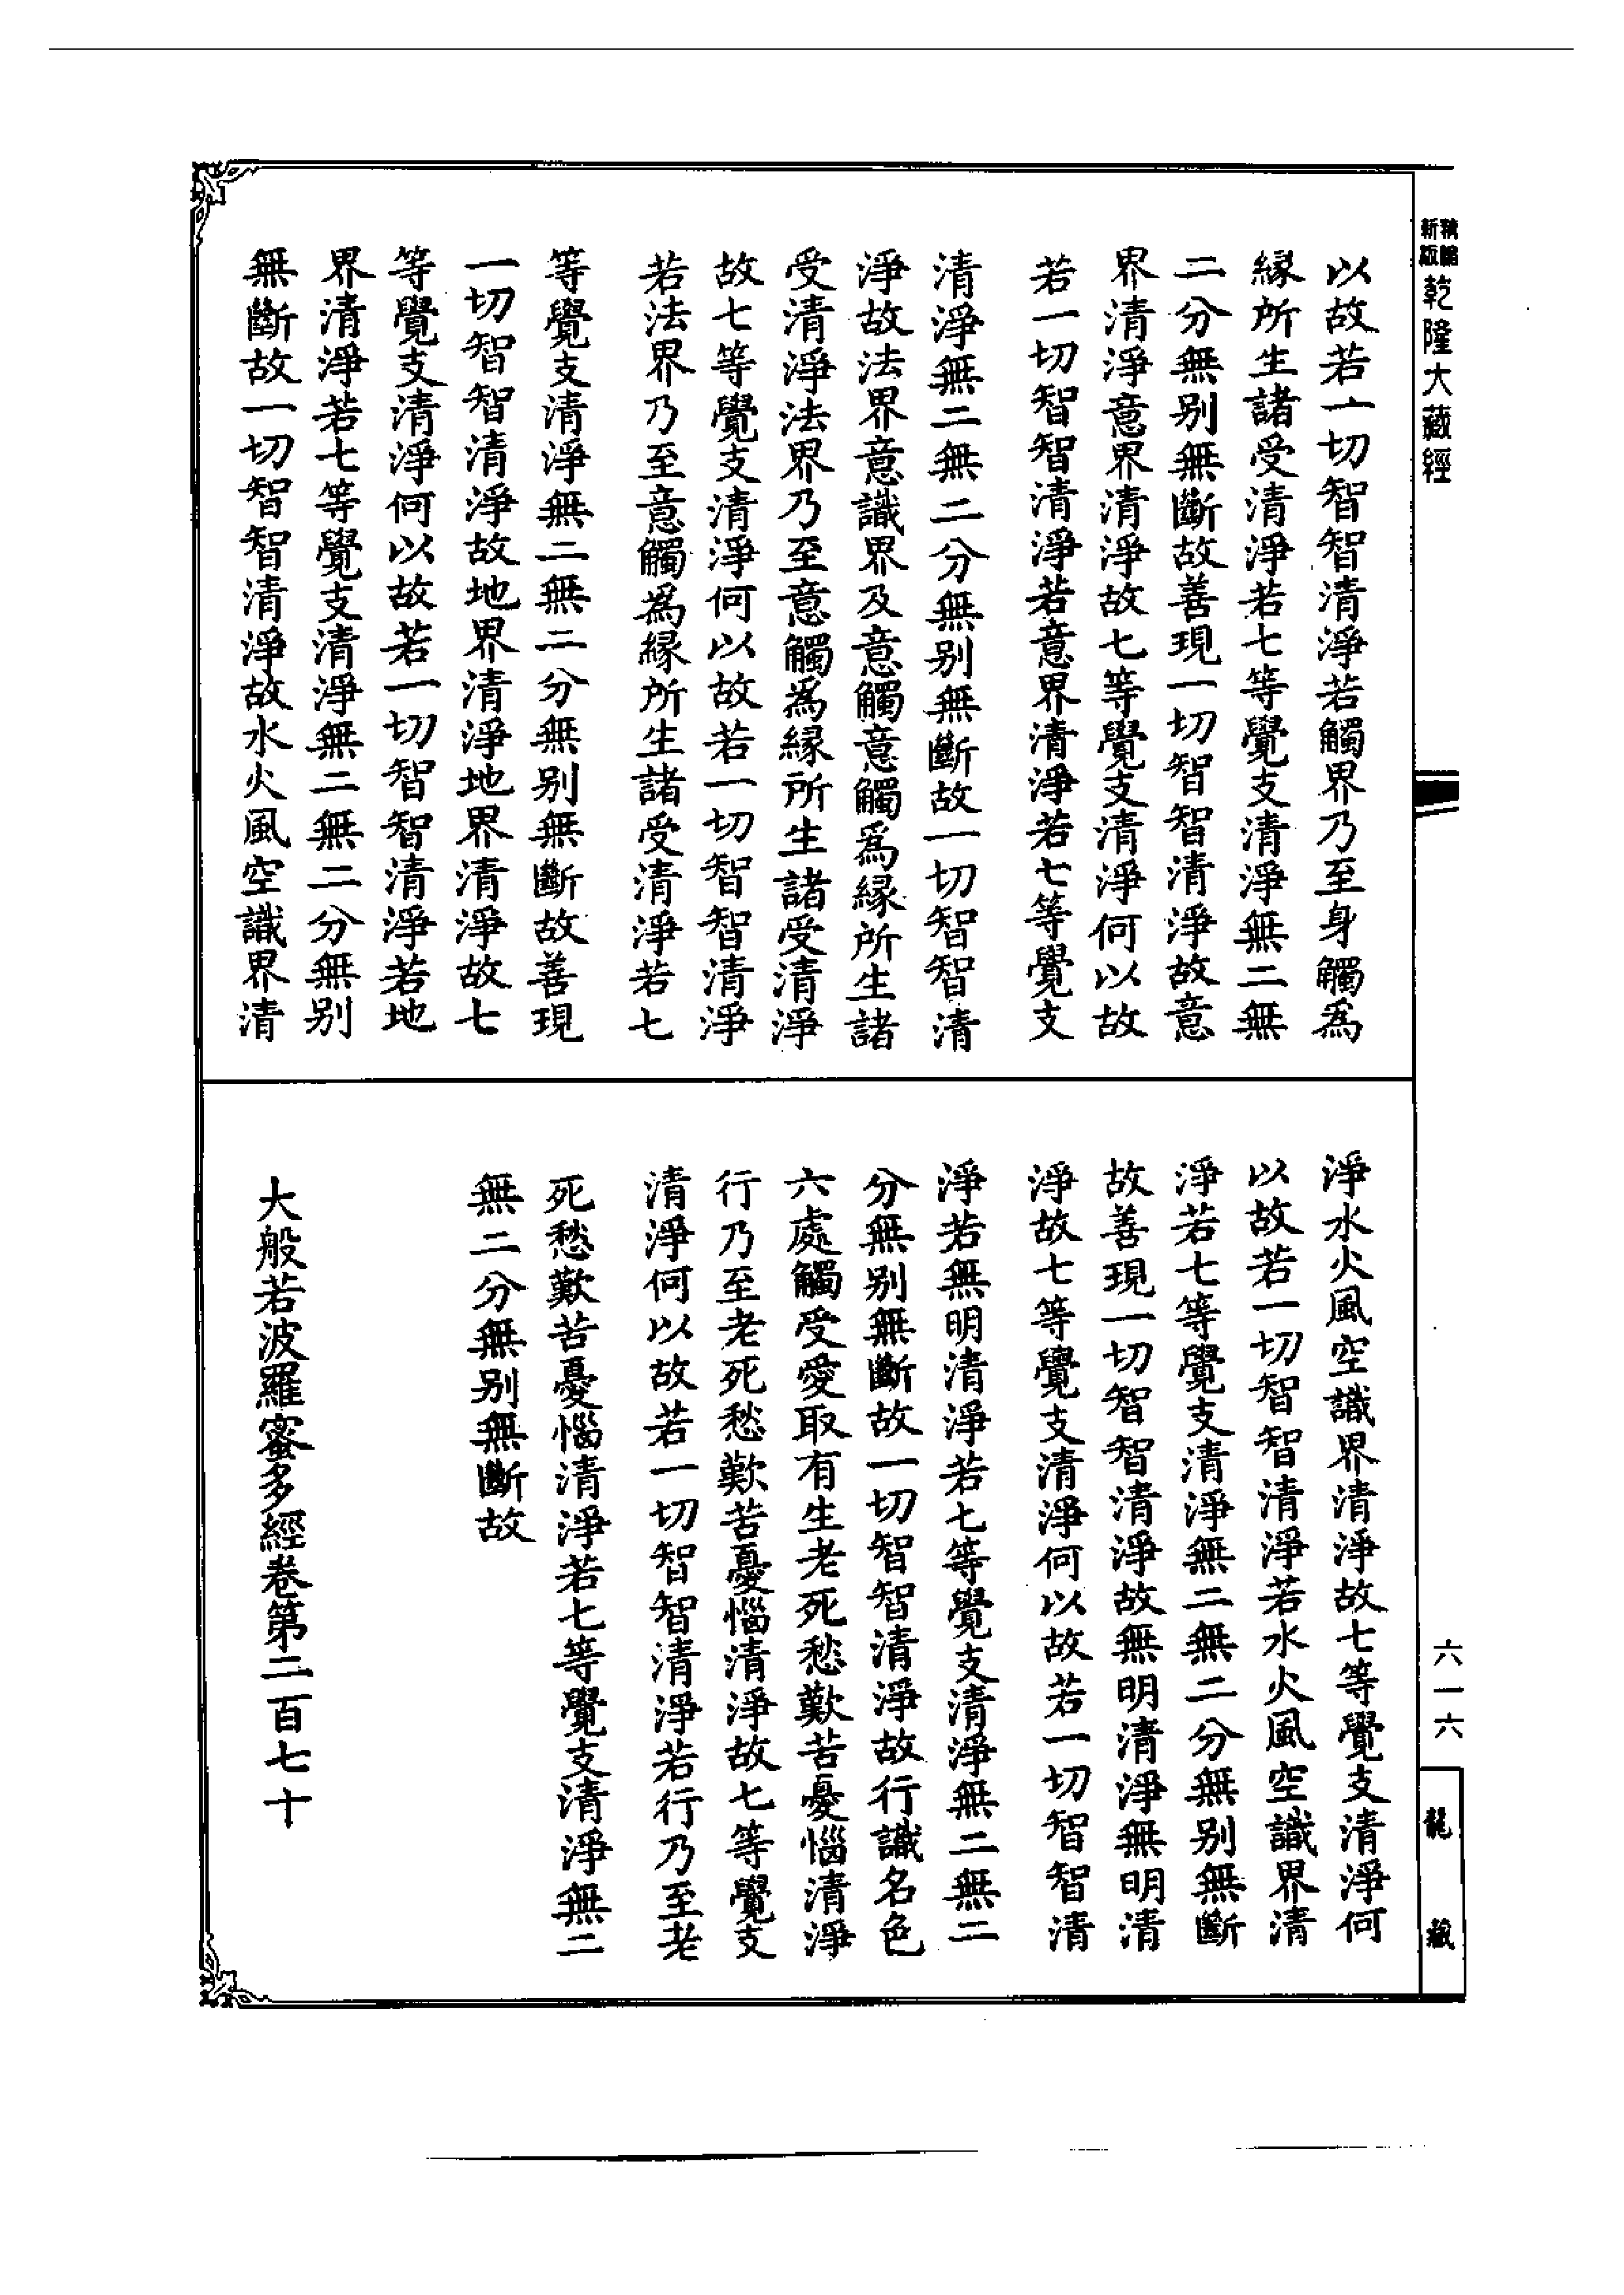 精縮新版乾隆大藏經
以故若一切智智清淨若觸界乃至身觸為
緣所生諸受清淨若七等覺支清淨無二無
二分無別無斷故善現一切智智清淨故意
界清淨意界清淨故七等覺支清淨何以故
若一切智智清淨若意界清淨若七等覺支
清淨無二無二分無別無斷故一切智智清
淨故法界意識界及意觸意觸為緣所生諸
受清淨法界乃至意觸為緣所生諸受清淨
故七等覺支清淨何以故若一切智智清淨
若法界乃至意觸為緣所生諸受清淨若七
等覺支清淨無二無二分無別無斷故善現
一切智智清淨故地界清淨地界清淨故七
等覺支清淨何以故若一切智智清淨若地
界清淨若七等覺支清淨無二無二分無別
無斷故一切智智清淨故水火風空識界清
淨水火風空識界清淨故七等覺支清淨何
以故若一切智智清淨若水火風空識界清
淨若七等覺支清淨無二無二分無別無斷
故善現一切智智清淨故無明清淨無明清
淨故七等覺支清淨何以故若一切智智清
淨若無明清淨若七等覺支清淨無二無二
分無別無斷故一切智智清淨故行識名色
六處觸受愛取有生老死愁歎苦憂惱清淨
行乃至老死愁歎苦憂惱清淨故七等覺支
清淨何以故若一切智智清淨若行乃至老
死愁歎苦憂惱清淨若七等覺支清淨無二
無二分無別無斷故
大般若波羅蜜多經卷第二百七十
六一六
龍藏